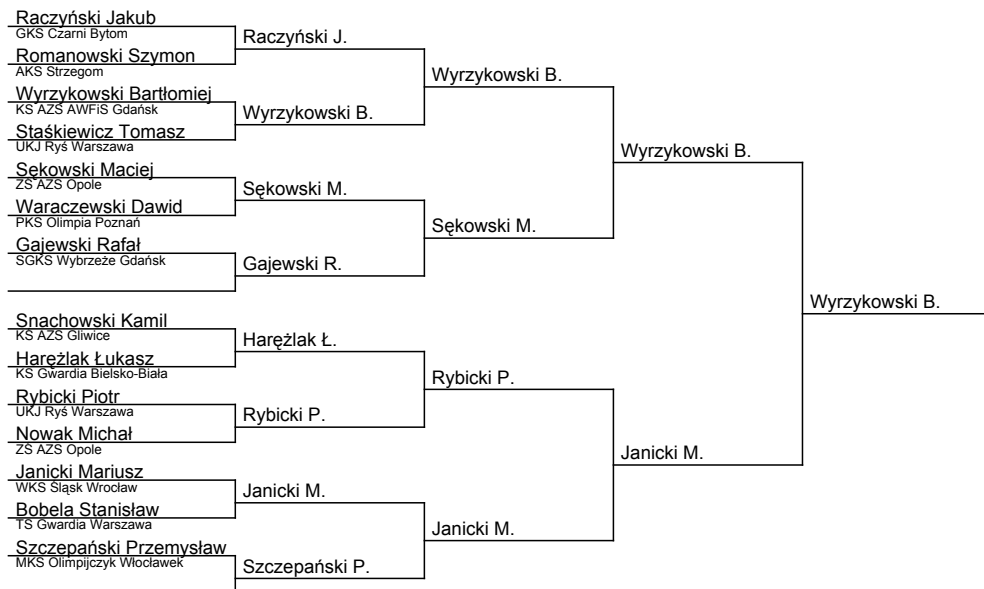 Raczyński Jakub
GKS Czarni Bytom
Raczyński J.
Romanowski Szymon
AKS Strzegom
Wyrzykowski B.
Wyrzykowski Bartłomiej
KS AZS AWFiS Gdańsk
Wyrzykowski B.
Staśkiewicz Tomasz
UKJ Ryś Warszawa
Wyrzykowski B.
Sękowski Maciej
ZS AZS Opole
Sękowski M.
Waraczewski Dawid
PKS Olimpia Poznań
Sękowski M.
Gajewski Rafał
SGKS Wybrzeże Gdańsk
Gajewski R.
Wyrzykowski B.
Snachowski Kamil
KS AZS Gliwice
Harężlak Ł.
Harężlak Łukasz
KS Gwardia Bielsko-Biała
Rybicki P.
Rybicki Piotr
UKJ Ryś Warszawa
Rybicki P.
Nowak Michał
ZS AZS Opole
Janicki M.
Janicki Mariusz
WKS Śląsk Wrocław
Janicki M.
Bobela Stanisław
TS Gwardia Warszawa
Janicki M.
Szczepański Przemysław
MKS Olimpijczyk Włocławek
Szczepański P.